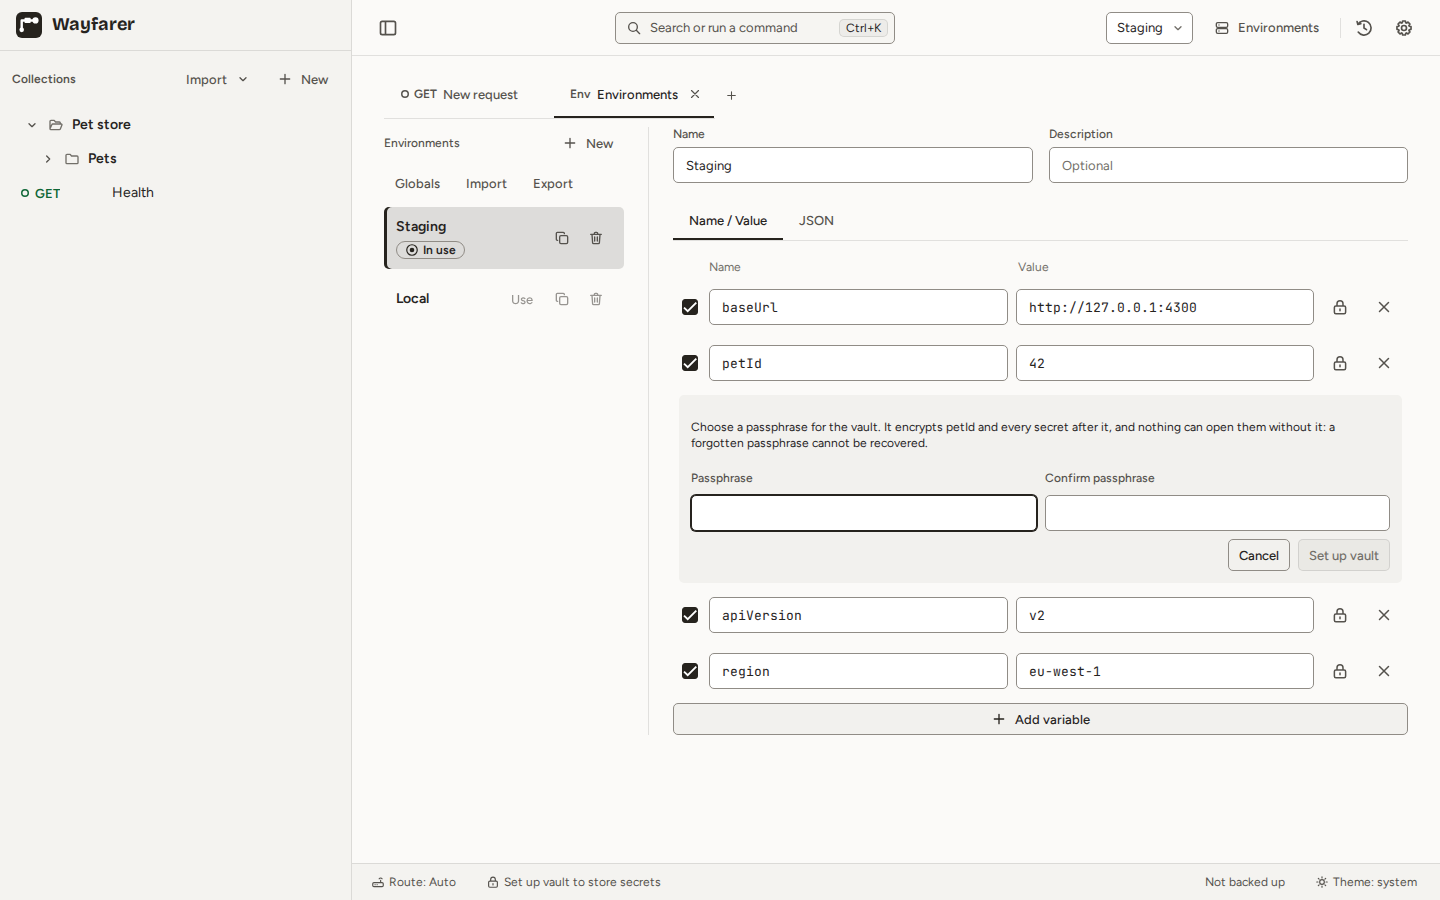 Wayfarer
Search or run a command
Ctrl+K
Staging
Environments
Collections
Import
New
Pet store
Pets
GET
Health
GET New request
Env Environments
Environments
New
Globals
Import
Export
Staging
In use
Local
Use
Name
Description
Staging
Optional
Name / Value
JSON
Name
Value
baseUrl
http://127.0.0.1:4300
petId
42
Choose a passphrase for the vault. It encrypts petId and every secret after it, and nothing can open them without it: a
forgotten passphrase cannot be recovered.
Passphrase
Confirm passphrase
Cancel
Set up vault
apiVersion
v2
region
eu-west-1
Add variable
Route: Auto
Set up vault to store secrets
Not backed up
Theme: system